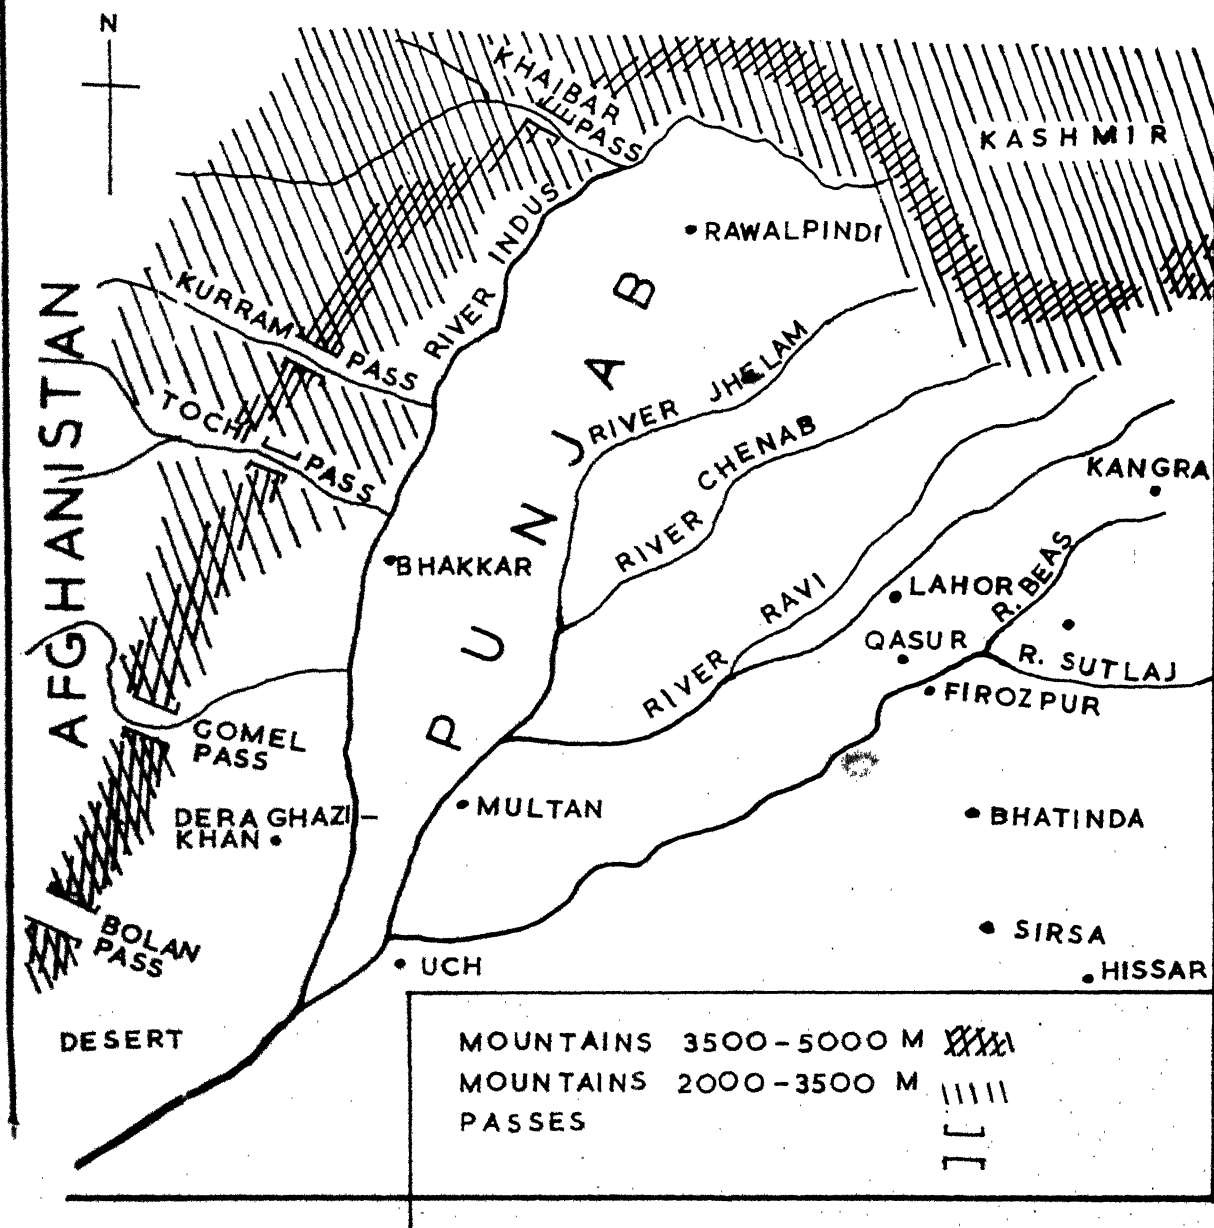 N
KHAIBAR
PASS
KASHMIR
RIVER INDUS
RAWALPINDI
AFGHANISTAN
KURRAM
PASS
PUNJAB
RIVER JHELAM
TOCHI
PASS
RIVER CHENAB
KANGRA
BHAKKAR
RIVER RAVI
LAHOR
R. BEAS
QASUR
R. SUTLAJ
FIROZPUR
GOMEL
PASS
DERA GHAZI
KHAN
MULTAN
BHATINDA
BOLAN
PASS
UCH
SIRSA
HISSAR
DESERT
MOUNTAINS 3500-5000 M
MOUNTAINS 2000-3500 M
PASSES